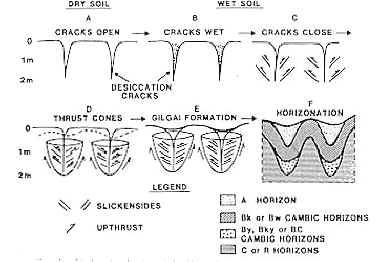 DRY SOIL WET SOIL
A B C
CRACKS OPEN CRACKS WET CRACKS CLOSE
0
1m
2m
DESICCATION
CRACKS
D E F
THRUST CONES GILGAI FORMATION HORIZONATION
0
1m
2m
LEGEND
SLICKENSIDES
UPTHRUST
A HORIZON
Bk or Bw CAMBIC HORIZONS
By, Bky or BC
CAMBIC HORIZONS
C or R HORIZONS